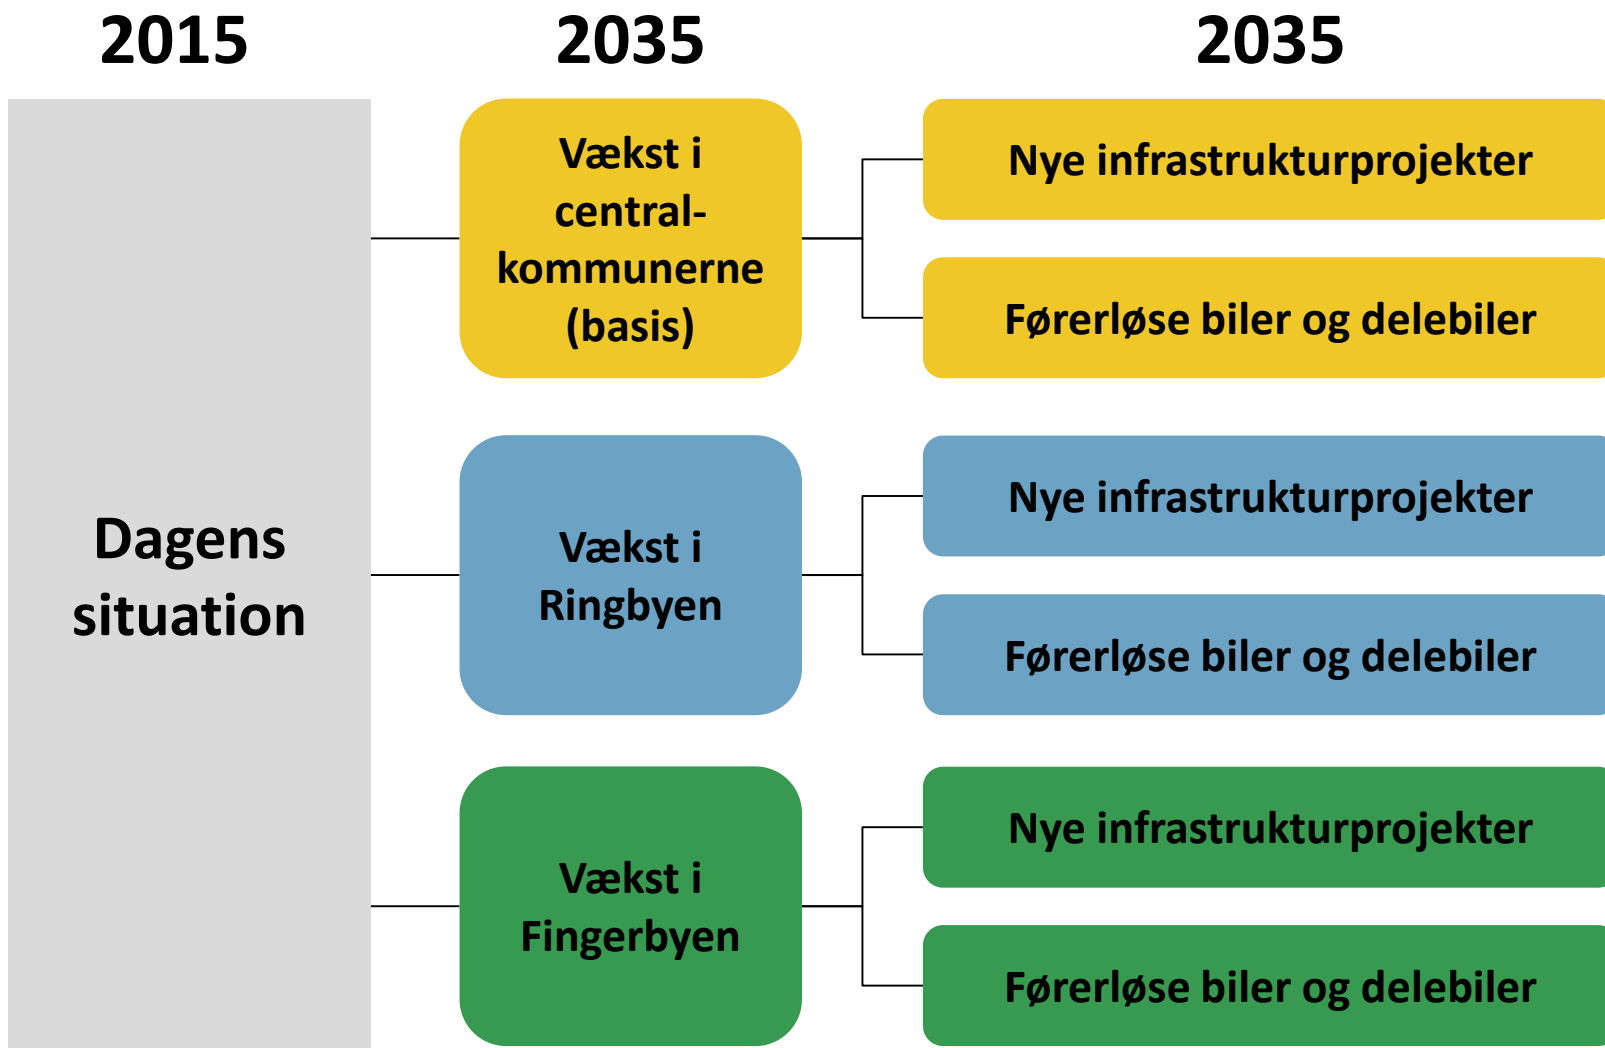 2015
2035
2035
Dagens
situation
Vækst i
central-
kommunerne
(basis)
Nye infrastrukturprojekter
Førerløse biler og delebiler
Vækst i
Ringbyen
Nye infrastrukturprojekter
Førerløse biler og delebiler
Vækst i
Fingerbyen
Nye infrastrukturprojekter
Førerløse biler og delebiler